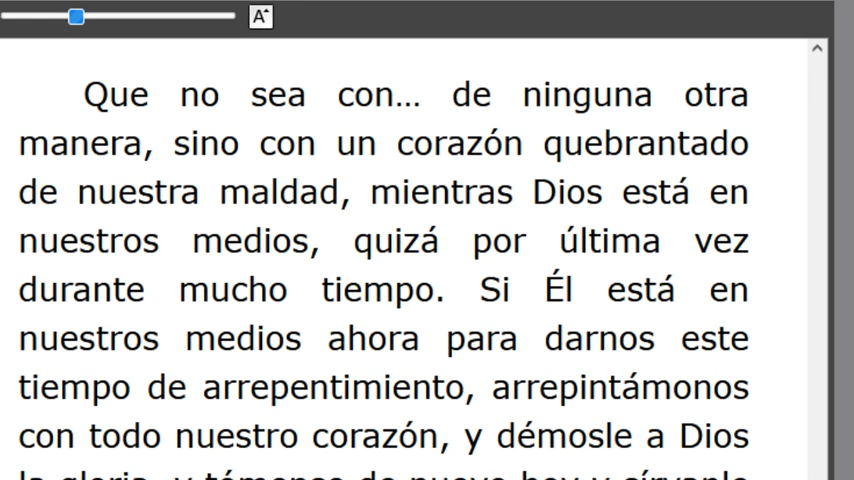 A
Que no sea con... de ninguna otra
manera, sino con un corazón quebrantado
de nuestra maldad, mientras Dios está en
nuestros medios, quizá por última vez
durante mucho tiempo. Si Él está en
nuestros medios ahora para darnos este
tiempo de arrepentimiento, arrepintámonos
con todo nuestro corazón, y démosle a Dios